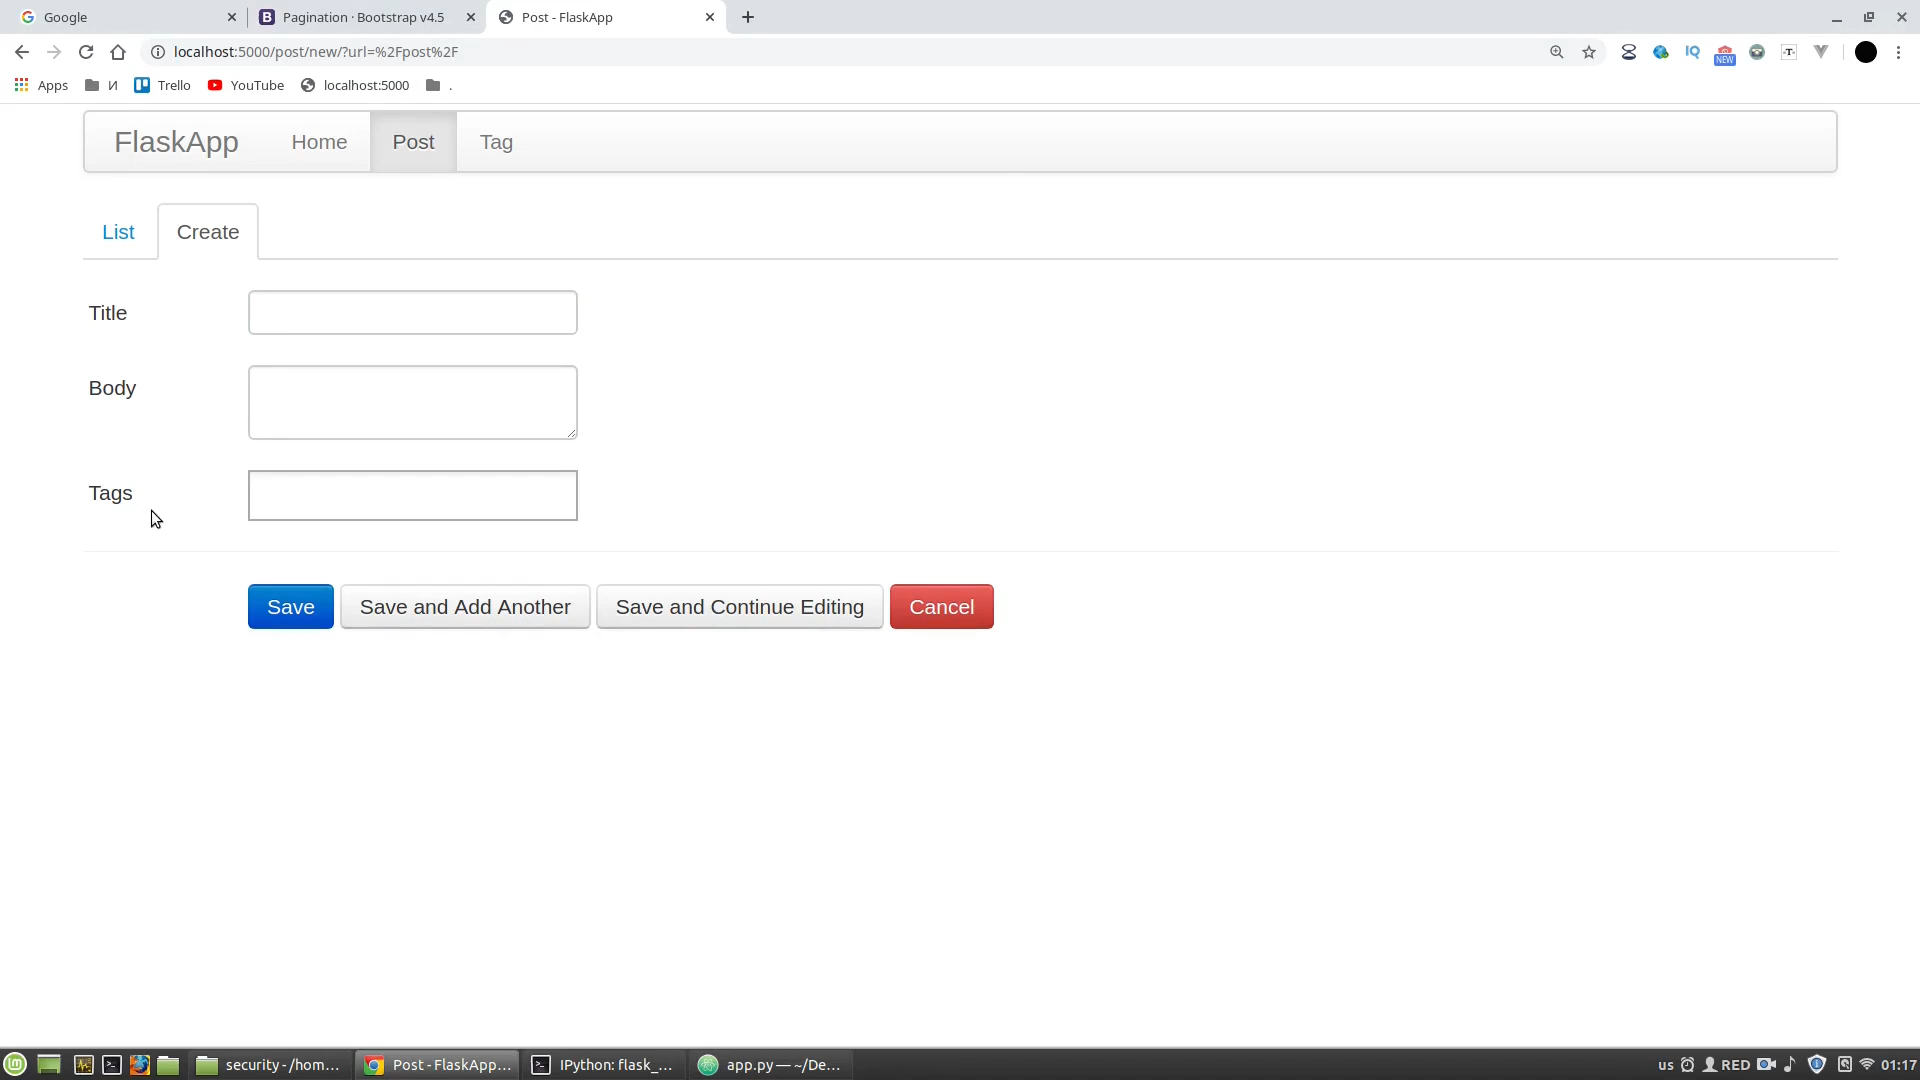 Google
Pagination · Bootstrap v4.5
Post - FlaskApp
localhost:5000/post/new/?url=%2Fpost%2F
IQ
NEW
-T-
Apps
И
Trello
YouTube
localhost:5000
.
FlaskApp
Home
Post
Tag
List
Create
Title
Body
Tags
Save
Save and Add Another
Save and Continue Editing
Cancel
security - /hom...
Post - FlaskApp...
IPython: flask_...
app.py — ~/De...
us
RED
01:17